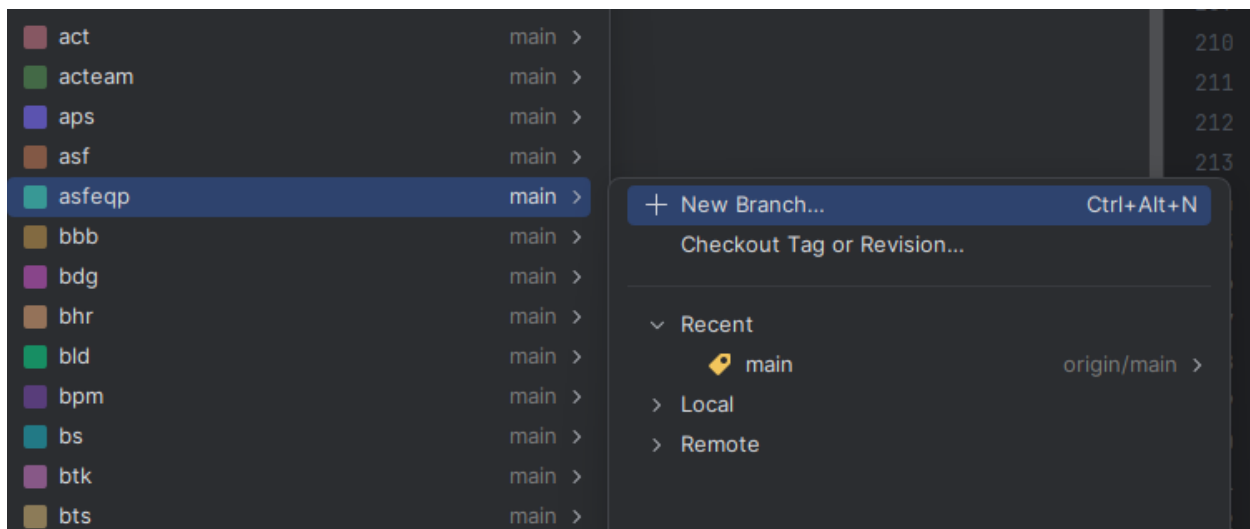 act main
acteam main
aps main
asf main
asfeqp main
bbb main
bdg main
bhr main
bld main
bpm main
bs main
btk main
bts main
210
211
212
213
New Branch... Ctrl+Alt+N
Checkout Tag or Revision...
Recent
main origin/main
Local
Remote